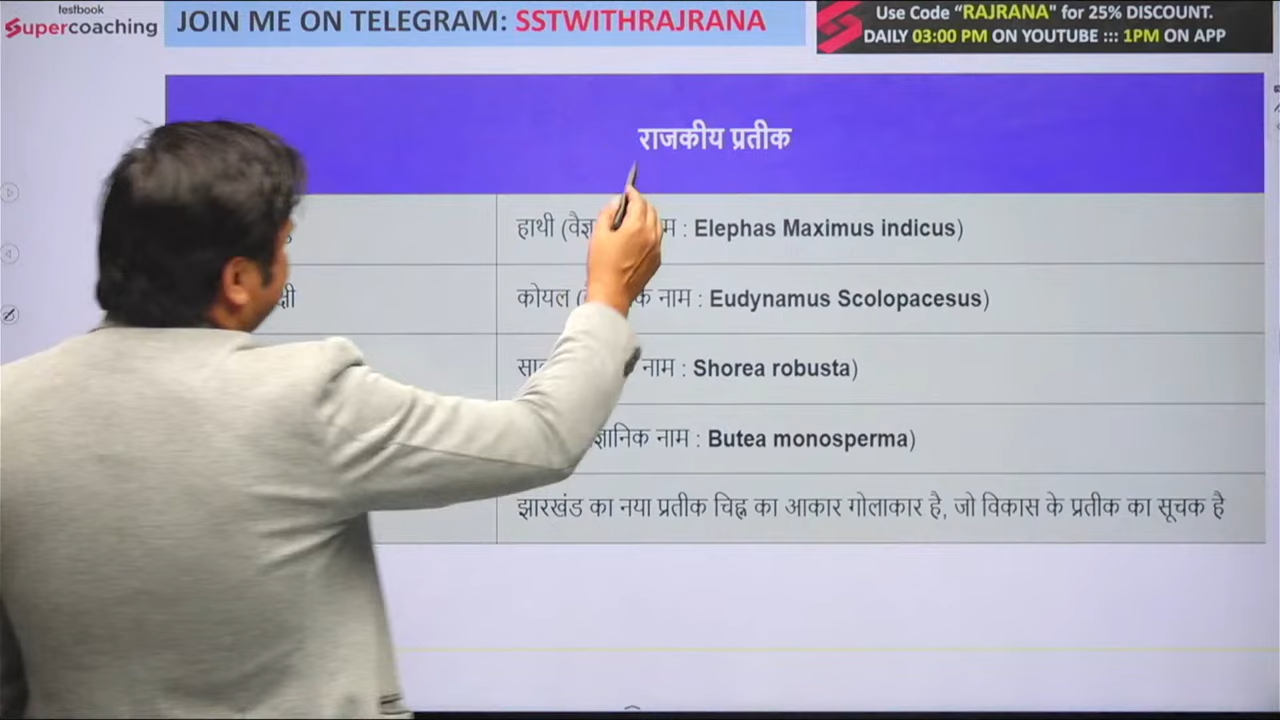 testbook
Supercoaching
JOIN ME ON TELEGRAM: SSTWITHRAJRANA
Use Code “RAJRANA" for 25% DISCOUNT.
DAILY 03:00 PM ON YOUTUBE ::: 1PM ON APP
राजकीय प्रतीक
हाथी : Elephas Maximus indicus)
कोयल नाम : Eudynamus Scolopacesus)
नाम : Shorea robusta)
नाम : Butea monosperma)
झारखंड का नया प्रतीक चिह्न का आकार गोलाकार है, जो विकास के प्रतीक का सूचक है